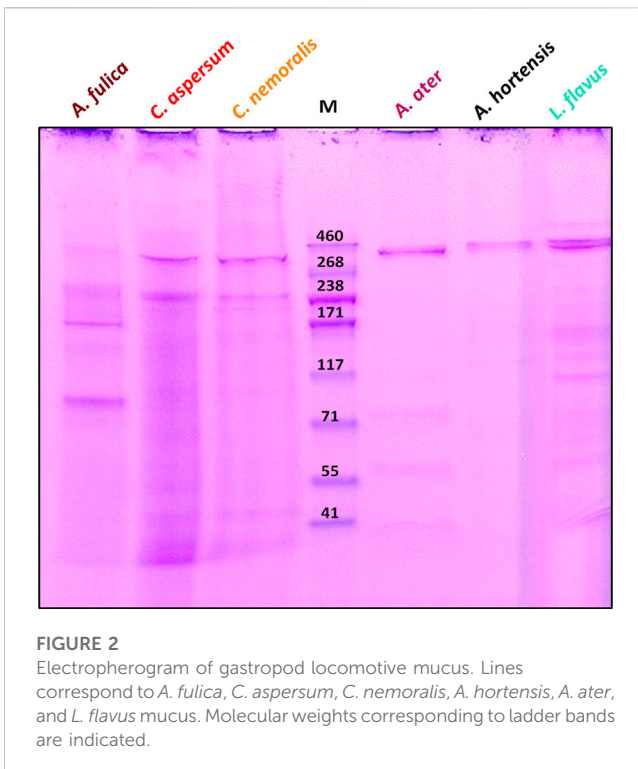 A. fulica
C. aspersum
C. nemoralis
M
A. ater
A. hortensis
L. flavus
460
268
238
171
117
71
55
41
FIGURE 2
Electropherogram of gastropod locomotive mucus. Lines
correspond to A. fulica, C. aspersum, C. nemoralis, A. hortensis, A. ater,
and L. flavus mucus. Molecular weights corresponding to ladder bands
are indicated.